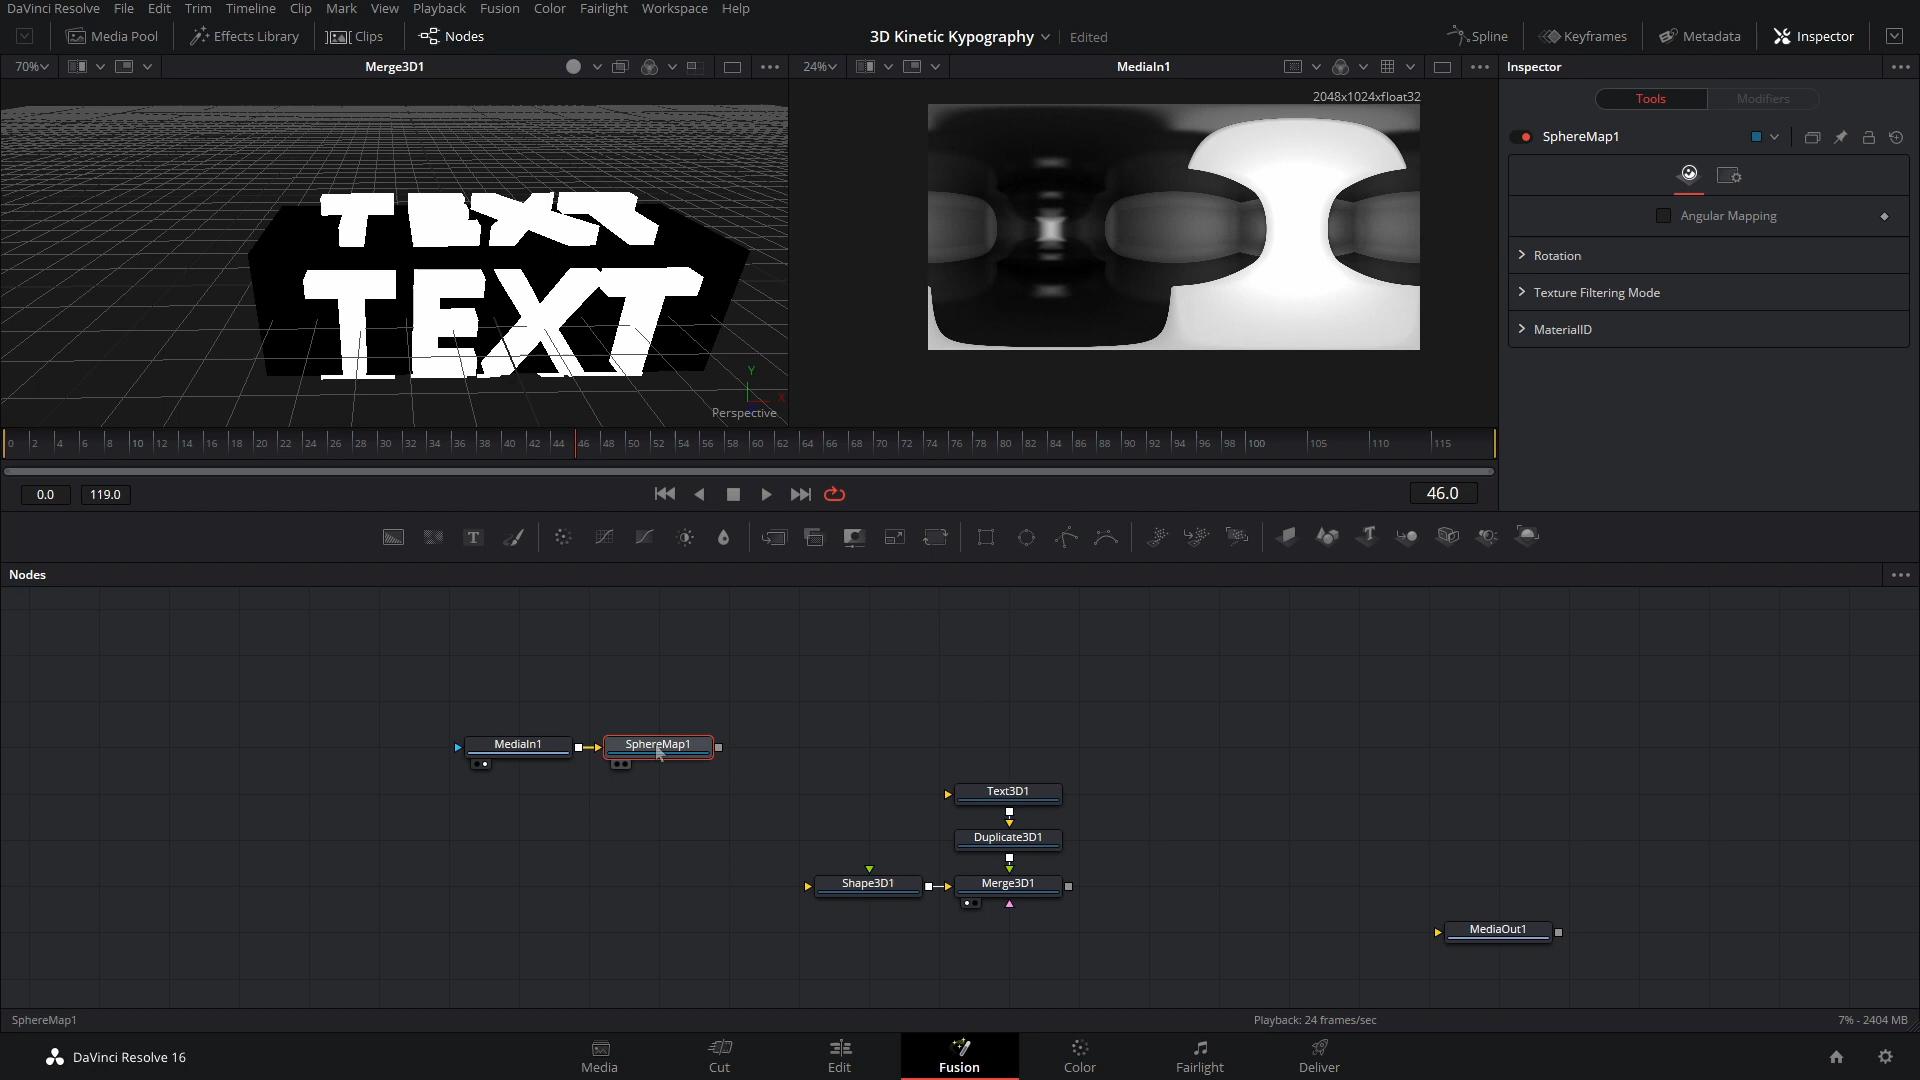 DaVinci Resolve File Edit Trim Timeline Clip Mark View Playback Fusion Color Fairlight Workspace Help
Media Pool Effects Library Clips Nodes 3D Kinetic Kypography Edited Spline Keyframes Metadata Inspector
70% Merge3D1 24% MediaIn1 Inspector
2048x1024xfloat32
Tools Modifiers
SphereMap1
Angular Mapping
Rotation
Texture Filtering Mode
MaterialID
TEXT
TEXT
Y
X
Perspective
0 2 4 6 8 10 12 14 16 18 20 22 24 26 28 30 32 34 36 38 40 42 44 46 48 50 52 54 56 58 60 62 64 66 68 70 72 74 76 78 80 82 84 86 88 90 92 94 96 98 100 105 110 115
0.0 119.0 46.0
Nodes
MediaIn1 SphereMap1
Text3D1
Duplicate3D1
Shape3D1 Merge3D1
MediaOut1
SphereMap1 Playback: 24 frames/sec 7% - 2404 MB
DaVinci Resolve 16 Media Cut Edit Fusion Color Fairlight Deliver